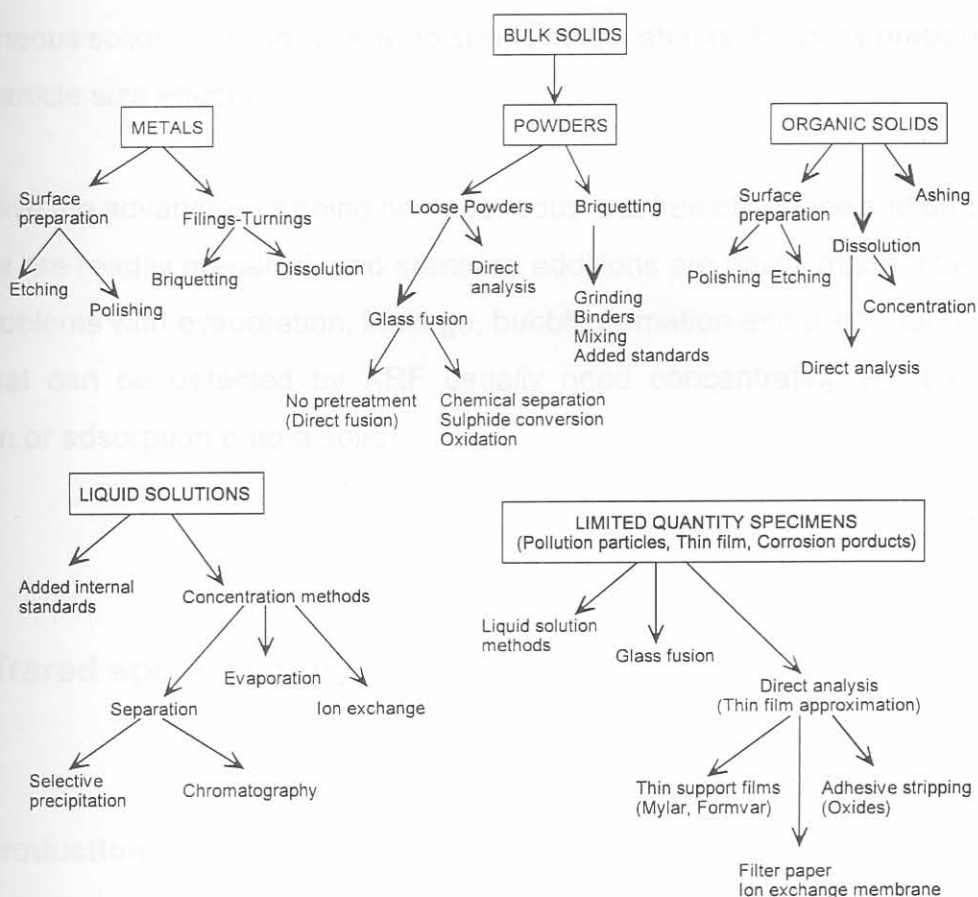 BULK SOLIDS
METALS
POWDERS
ORGANIC SOLIDS
Surface
preparation
Filings-Turnings
Etching
Polishing
Briquetting
Dissolution
Loose Powders
Briquetting
Direct
analysis
Glass fusion
Grinding
Binders
Mixing
Added standards
No pretreatment
(Direct fusion)
Chemical separation
Sulphide conversion
Oxidation
Surface
preparation
Ashing
Polishing
Etching
Dissolution
Concentration
Direct analysis
LIQUID SOLUTIONS
Added internal
standards
Concentration methods
Separation
Evaporation
Ion exchange
Selective
precipitation
Chromatography
LIMITED QUANTITY SPECIMENS
(Pollution particles, Thin film, Corrosion porducts)
Liquid solution
methods
Glass fusion
Direct analysis
(Thin film approximation)
Thin support films
(Mylar, Formvar)
Adhesive stripping
(Oxides)
Filter paper
Ion exchange membrane